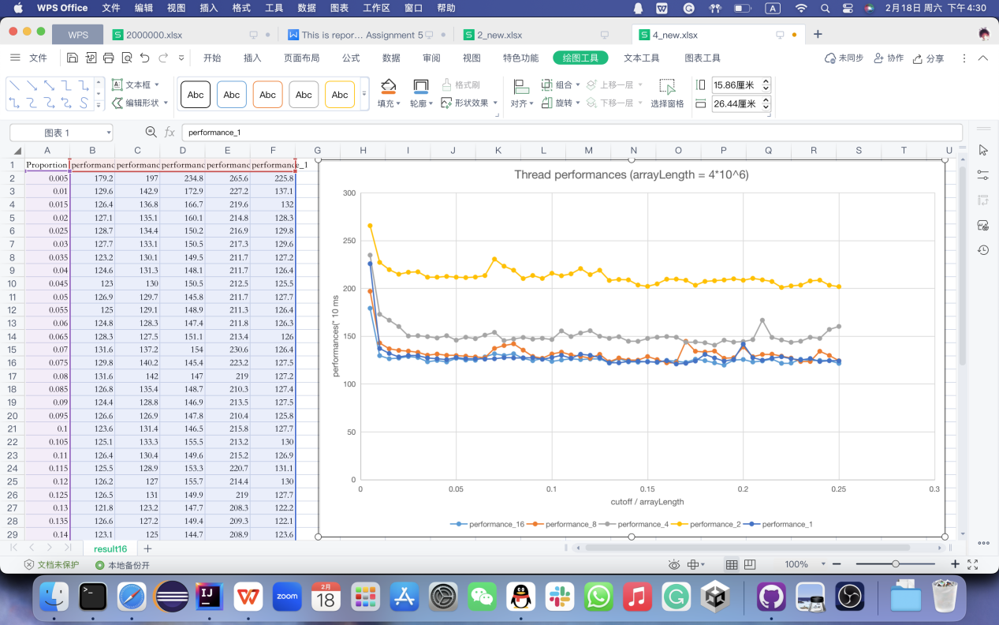 WPS Office 文件 编辑 视图 插入 格式 工具 数据 图表 工作区 窗口 帮助 A 2月18日 周六 下午4:30
WPS 2000000.xlsx This is repor... Assignment 5 2_new.xlsx 4_new.xlsx
文件 开始 插入 页面布局 公式 数据 审阅 视图 特色功能 绘图工具 文本工具 图表工具 未同步 协作 分享
文本框 Abc Abc Abc Abc Abc 填充 轮廓 格式刷 对齐 组合 上移一层 选择窗格 15.86厘米
编辑形状 形状效果 旋转 下移一层 26.44厘米
图表 1 fx performance_1
A B C D E F G H I J K L M N O P Q R S T U
1 Proportion performanc performanc performanc performanc performance_1
2 0.005 179.2 197 234.8 265.6 225.8
3 0.01 129.6 142.9 172.9 227.2 137.1
4 0.015 126.4 136.8 166.7 219.6 132
5 0.02 127.1 135.1 160.1 214.8 128.3
6 0.025 128.7 134.4 150.2 216.9 129.8
7 0.03 127.7 133.1 150.5 217.3 129.6
8 0.035 123.2 130.1 149.5 211.7 127.2
9 0.04 124.6 131.3 148.1 211.7 126.4
10 0.045 123 130 150.5 212.5 125.5
11 0.05 126.9 129.7 145.8 211.7 127.7
12 0.055 125 129.1 148.9 211.3 126.4
13 0.06 124.8 128.3 147.4 211.8 126.3
14 0.065 128.3 127.5 151.1 213.4 126
15 0.07 131.6 137.2 154 230.6 126.4
16 0.075 129.8 140.2 145.4 223.2 127.5
17 0.08 131.6 142 147 219 127.2
18 0.085 126.8 135.4 148.7 210.3 127.4
19 0.09 124.4 128.8 146.9 213.5 127.5
20 0.095 126.6 126.9 147.8 210.4 125.8
21 0.1 123.6 131.4 146.5 215.8 127.7
22 0.105 125.1 133.3 155.5 213.2 130
23 0.11 126.4 130.4 149.6 215.2 126.9
24 0.115 125.5 128.9 153.3 220.7 131.1
25 0.12 126.2 127 155.7 214.4 130
26 0.125 126.5 131 149.9 219 127.7
27 0.13 121.8 123.2 147.7 208.3 122.2
28 0.135 126.6 127.2 149.4 209.3 122.1
29 0.14 123.1 125 144.7 208.9 123.6
Thread performances (arrayLength = 4*10^6)
300
250
200
150
100
50
0
performances(* 10 ms
0 0.05 0.1 0.15 0.2 0.25 0.3
cutoff / arrayLength
performance_16 performance_8 performance_4 performance_2 performance_1
result16
文档未保护 本地备份开 100%
zoom 2月 18